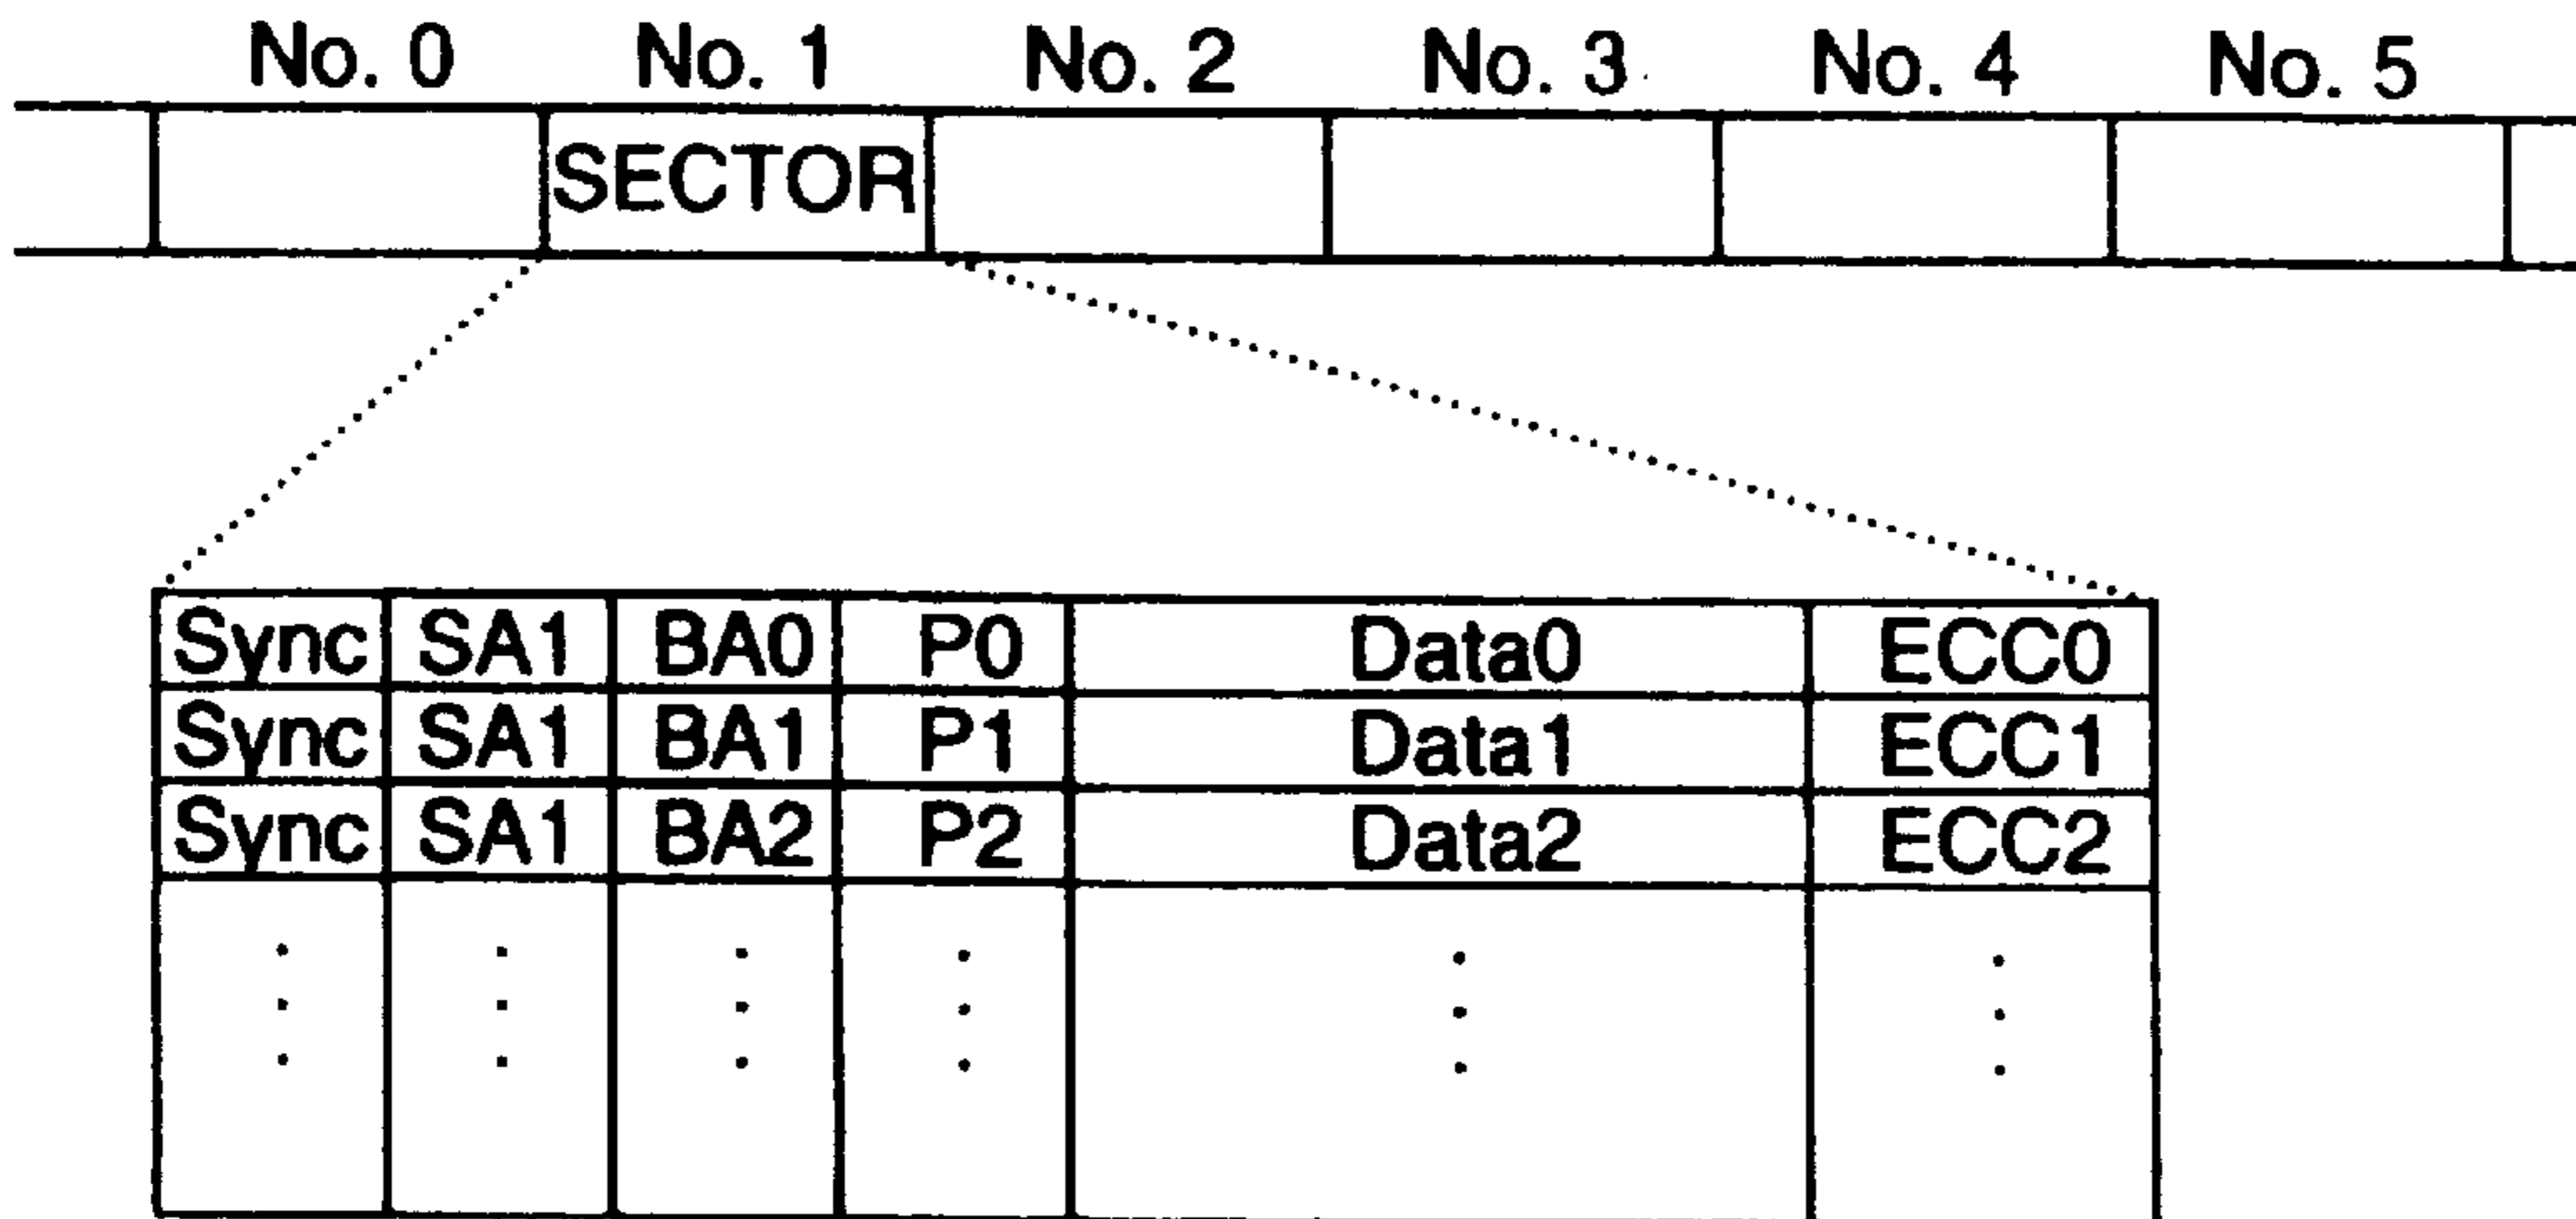 No. 0 No. 1 No. 2 No. 3 No. 4 No. 5
SECTOR
Sync SA1 BA0 P0 Data0 ECC0
Sync SA1 BA1 P1 Data1 ECC1
Sync SA1 BA2 P2 Data2 ECC2